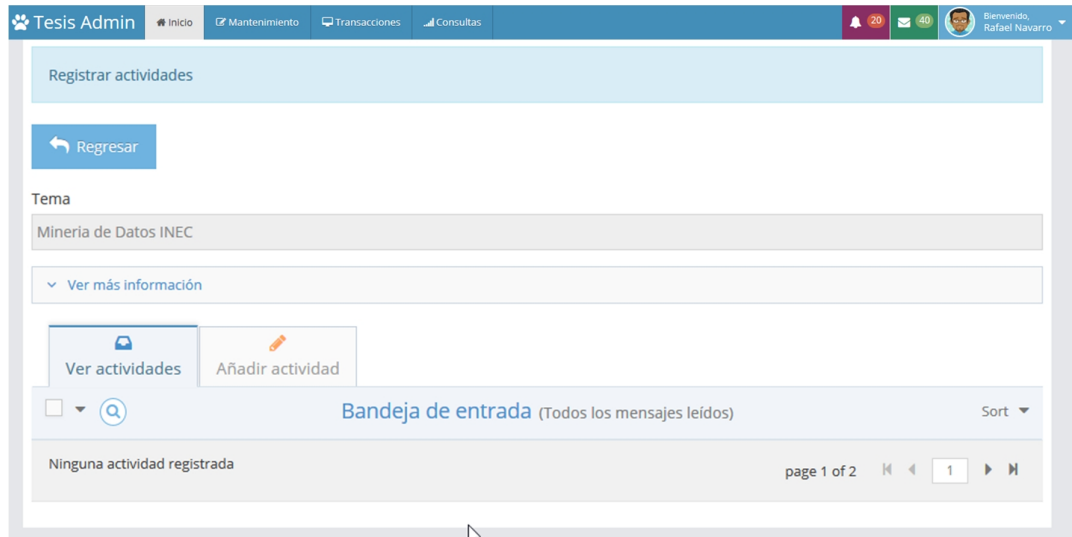 Tesis Admin Inicio Mantenimiento Transacciones Consultas 20 40 Bienvenido,
Rafael Navarro
Registrar actividades
Regresar
Tema
Mineria de Datos INEC
Ver más información
Ver actividades Añadir actividad
Bandeja de entrada (Todos los mensajes leídos) Sort
Ninguna actividad registrada page 1 of 2 1